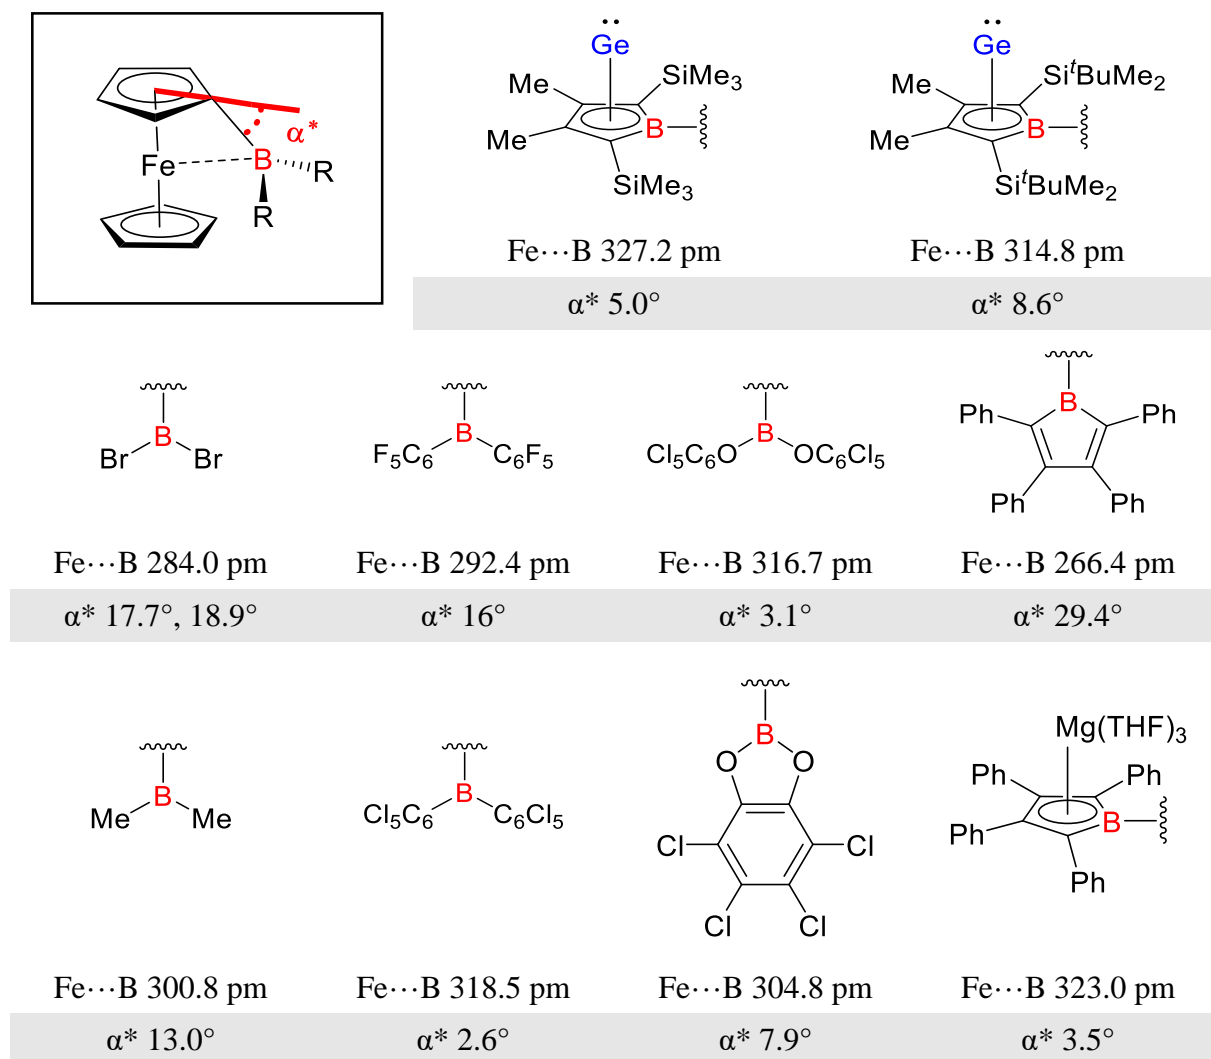 α*
Fe
B
R
R
Ge
Me
SiMe₃
Me
B
SiMe₃
Fe···B 327.2 pm
α* 5.0°
Ge
Me
SiᵗBuMe₂
Me
B
SiᵗBuMe₂
Fe···B 314.8 pm
α* 8.6°
B
Br Br
Fe···B 284.0 pm
α* 17.7°, 18.9°
B
F₅C₆ C₆F₅
Fe···B 292.4 pm
α* 16°
B
Cl₅C₆O OC₆Cl₅
Fe···B 316.7 pm
α* 3.1°
B
Ph Ph
Ph Ph
Fe···B 266.4 pm
α* 29.4°
B
Me Me
Fe···B 300.8 pm
α* 13.0°
B
Cl₅C₆ C₆Cl₅
Fe···B 318.5 pm
α* 2.6°
B
O O
Cl Cl
Cl Cl
Fe···B 304.8 pm
α* 7.9°
Mg(THF)₃
Ph Ph
Ph B
Ph
Fe···B 323.0 pm
α* 3.5°